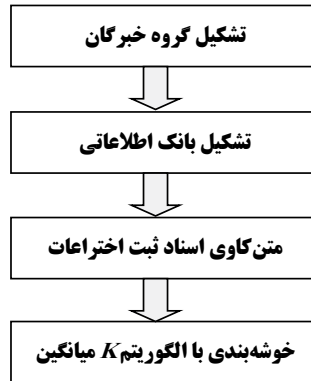 تشکیل گروه خبرگان
تشکیل بانک اطلاعاتی
متن‌کاوی اسناد ثبت اختراعات
خوشه‌بندی با الگوریتم K میانگین